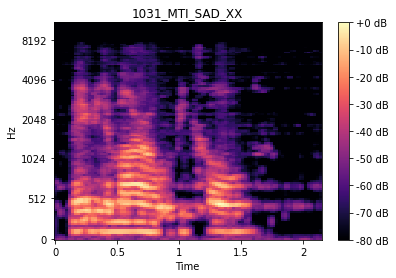 1031_MTI_SAD_XX
+0 dB
8192
-10 dB
4096
-20 dB
-30 dB
2048
Hz
-40 dB
1024
-50 dB
512
-60 dB
-70 dB
0
-80 dB
0
0.5
1
1.5
2
Time